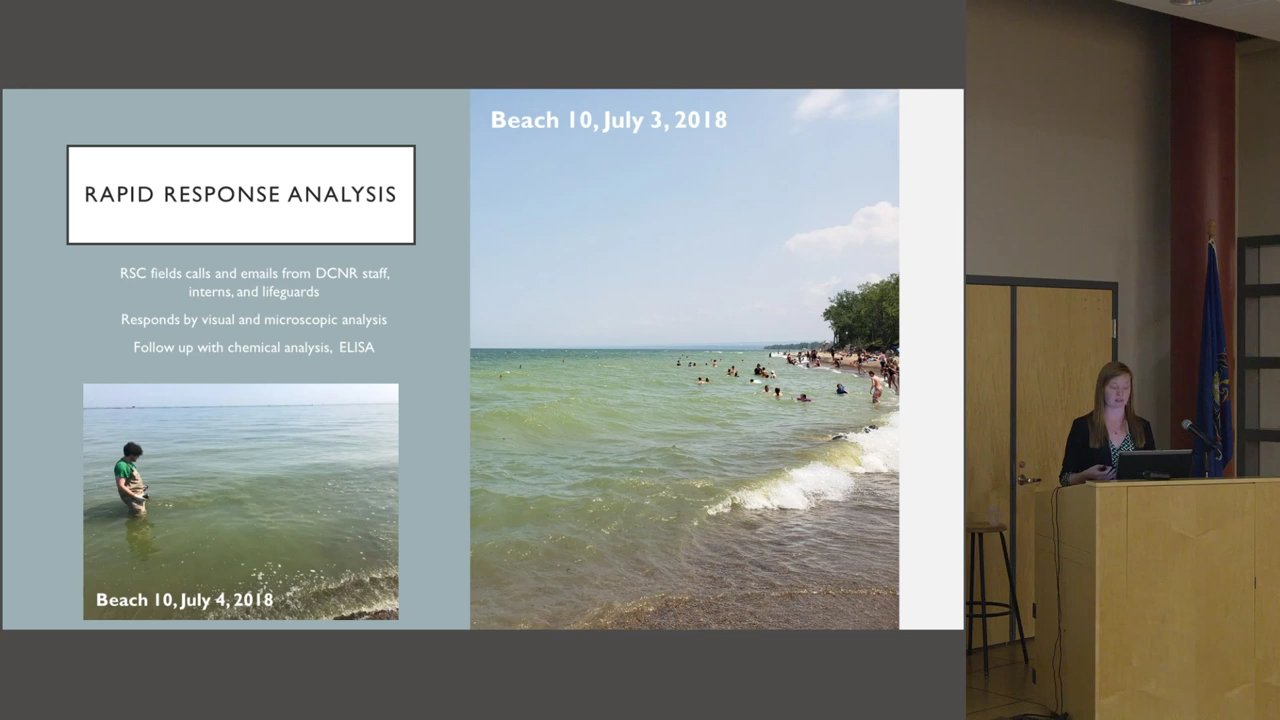 RAPID RESPONSE ANALYSIS
RSC fields calls and emails from DCNR staff,
interns, and lifeguards
Responds by visual and microscopic analysis
Follow up with chemical analysis, ELISA
Beach 10, July 4, 2018
Beach 10, July 3, 2018